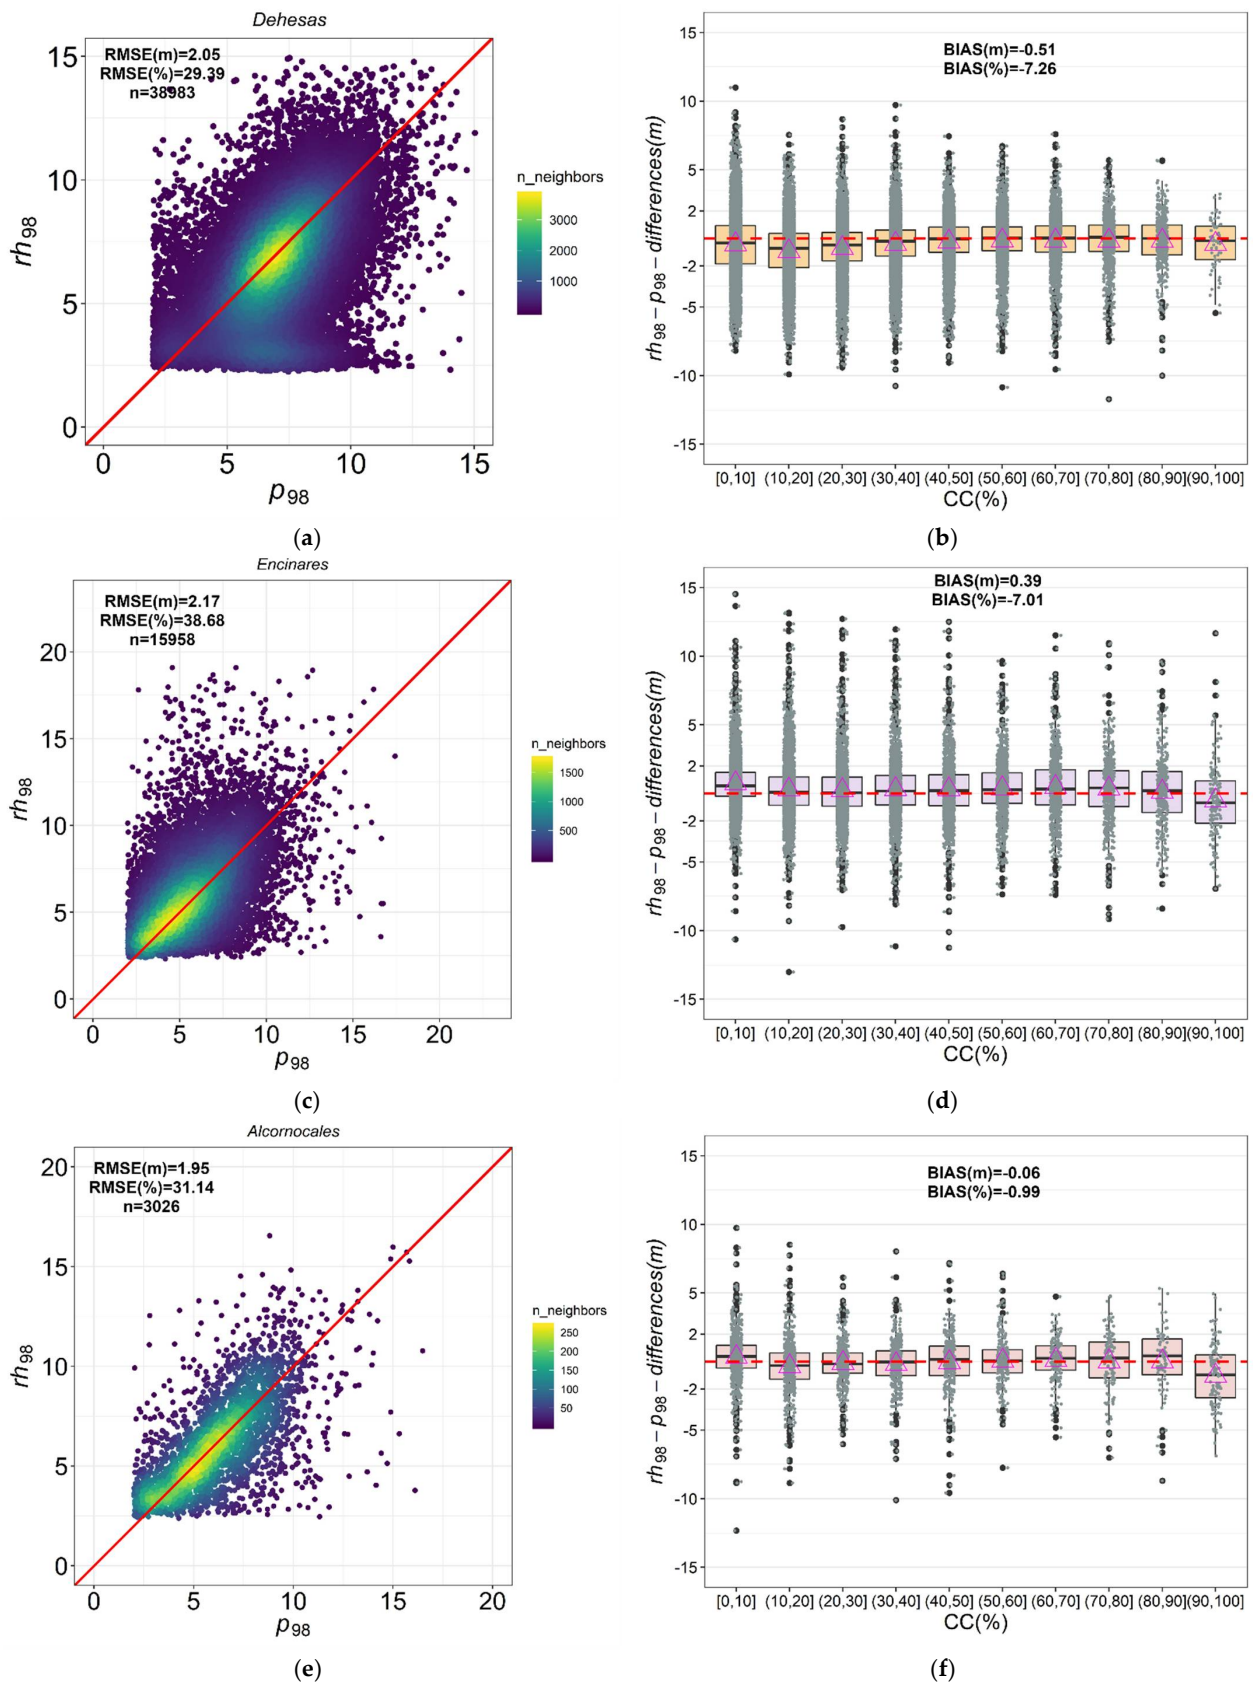 Dehesas
RMSE(m)=2.05
RMSE(%)=29.39
n=38983
15
10
5
0
rh98
0 5 10 15
p98
n_neighbors
3000
2000
1000
(a)
BIAS(m)=-0.51
BIAS(%)=-7.26
15
10
5
2
-2
-5
-10
-15
rh98 – p98 – differences(m)
[0,10] (10,20] (20,30] (30,40] (40,50] (50,60] (60,70] (70,80] (80,90] (90,100]
CC(%)
(b)
Encinares
RMSE(m)=2.17
RMSE(%)=38.68
n=15958
20
15
10
5
0
rh98
0 5 10 15 20
p98
n_neighbors
1500
1000
500
(c)
BIAS(m)=0.39
BIAS(%)=-7.01
15
10
5
2
-2
-5
-10
-15
rh98 – p98 – differences(m)
[0,10] (10,20] (20,30] (30,40] (40,50] (50,60] (60,70] (70,80] (80,90] (90,100]
CC(%)
(d)
Alcornocales
RMSE(m)=1.95
RMSE(%)=31.14
n=3026
20
15
10
5
0
rh98
0 5 10 15 20
p98
n_neighbors
250
200
150
100
50
(e)
BIAS(m)=-0.06
BIAS(%)=-0.99
15
10
5
2
-2
-5
-10
-15
rh98 – p98 – differences(m)
[0,10] (10,20] (20,30] (30,40] (40,50] (50,60] (60,70] (70,80] (80,90] (90,100]
CC(%)
(f)